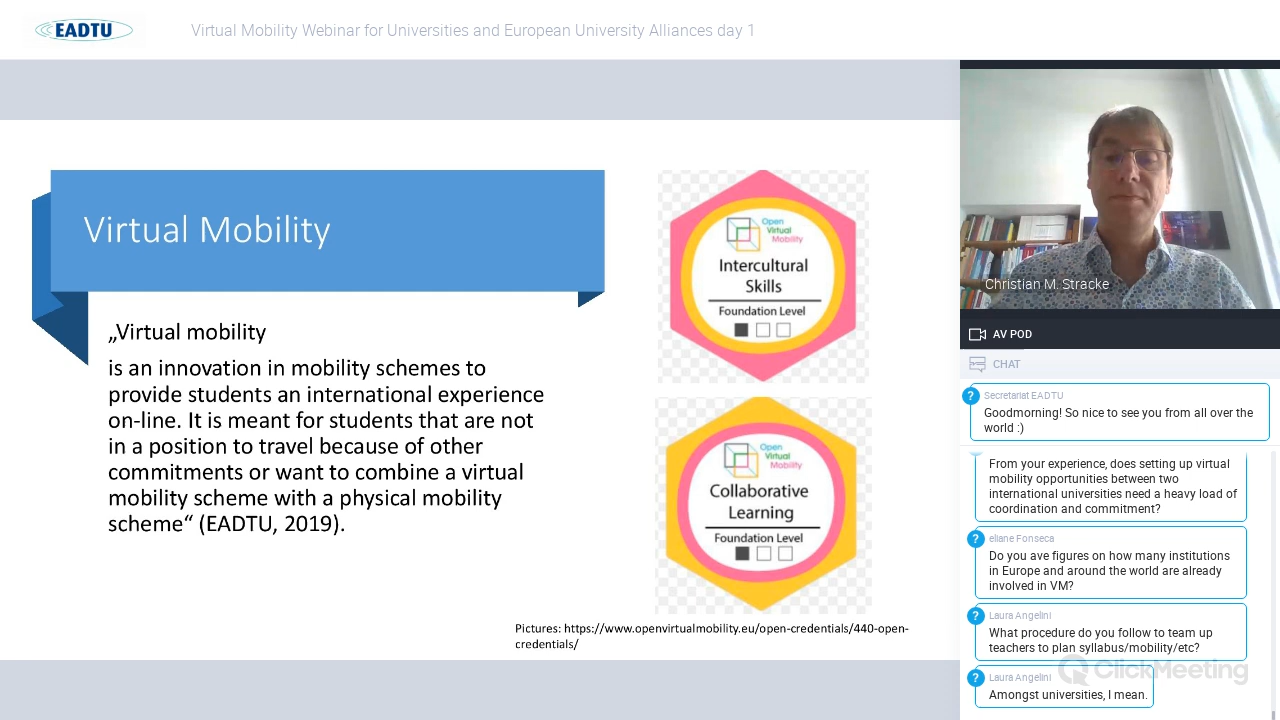 EADTU
Virtual Mobility Webinar for Universities and European University Alliances day 1
Virtual Mobility
„Virtual mobility
is an innovation in mobility schemes to
provide students an international experience
on-line. It is meant for students that are not
in a position to travel because of other
commitments or want to combine a virtual
mobility scheme with a physical mobility
scheme“ (EADTU, 2019).
Open
Virtual
Mobility
Intercultural
Skills
Foundation Level
Open
Virtual
Mobility
Collaborative
Learning
Foundation Level
Pictures: https://www.openvirtualmobility.eu/open-credentials/440-open-
credentials/
Christian M. Stracke
AV POD
CHAT
?
Secretariat EADTU
Goodmorning! So nice to see you from all over the
world :)
From your experience, does setting up virtual
mobility opportunities between two
international universities need a heavy load of
coordination and commitment?
?
eliane Fonseca
Do you ave figures on how many institutions
in Europe and around the world are already
involved in VM?
?
Laura Angelini
What procedure do you follow to team up
teachers to plan syllabus/mobility/etc?
?
Laura Angelini
Amongst universities, I mean.
ClickMeeting